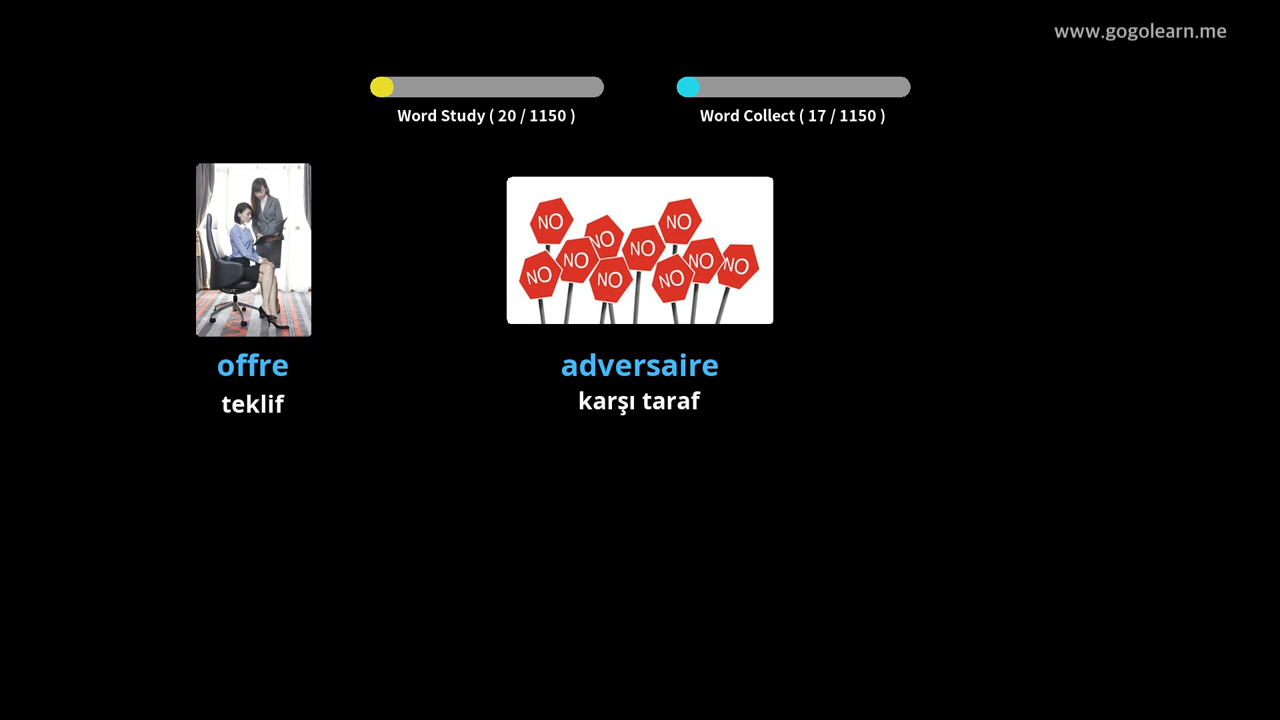 www.gogolearn.me
Word Study ( 20 / 1150 )
Word Collect ( 17 / 1150 )
NO
NO
NO
NO
NO
NO
NO
NO
NO
NO
offre
adversaire
teklif
karşı taraf